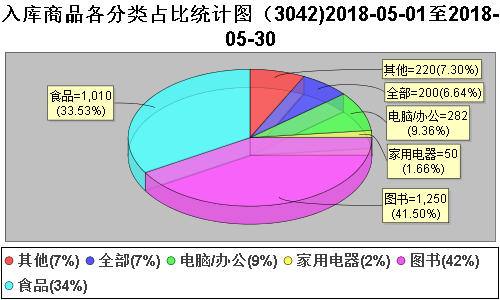 入库商品各分类占比统计图（3042)2018-05-01至2018-
05-30
其他=220(7.30%)
全部=200(6.64%)
电脑/办公=282
(9.36%)
家用电器=50
(1.66%)
图书=1,250
(41.50%)
食品=1,010
(33.53%)
其他(7%) 全部(7%) 电脑/办公(9%) 家用电器(2%) 图书(42%)
食品(34%)